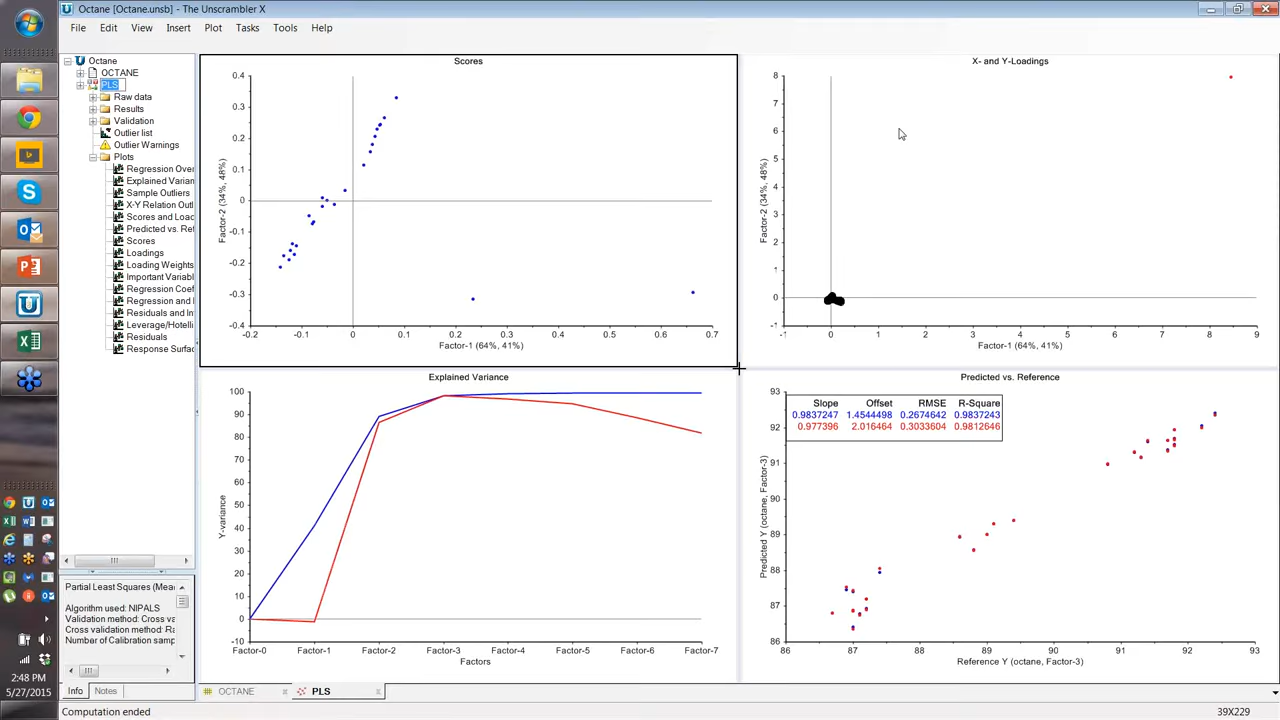 Octane [Octane.unsb] - The Unscrambler X
File Edit View Insert Plot Tasks Tools Help
Octane
OCTANE
PLS
Raw data
Results
Validation
Outlier list
Outlier Warnings
Plots
Regression Over
Explained Varian
Sample Outliers
X-Y Relation Outl
Scores and Loac
Predicted vs. Ref
Scores
Loadings
Loading Weights
Important Variabl
Regression Coef
Regression and I
Residuals and In
Leverage/Hotelli
Residuals
Response Surfac
Partial Least Squares (Mear
Algorithm used: NIPALS
Validation method: Cross va
Cross validation method: Ra
Number of Calibration samp
Info Notes
2:48 PM
5/27/2015
Computation ended
39X229
Scores
0.4
0.3
0.2
0.1
0
-0.1
-0.2
-0.3
-0.4
Factor-2 (34%, 48%)
-0.2 -0.1 0 0.1 0.2 0.3 0.4 0.5 0.6 0.7
Factor-1 (64%, 41%)
X- and Y-Loadings
8
7
6
5
4
3
2
1
0
-1
Factor-2 (34%, 48%)
-1 0 1 2 3 4 5 6 7 8 9
Factor-1 (64%, 41%)
Explained Variance
100
90
80
70
60
50
40
30
20
10
0
-10
Y-variance
Factor-0 Factor-1 Factor-2 Factor-3 Factor-4 Factor-5 Factor-6 Factor-7
Factors
Predicted vs. Reference
Slope Offset RMSE R-Square
0.9837247 1.4544498 0.2674642 0.9837243
0.977396 2.016464 0.3033604 0.9812646
93
92
91
90
89
88
87
86
Predicted Y (octane, Factor-3)
86 87 88 89 90 91 92 93
Reference Y (octane, Factor-3)
OCTANE PLS